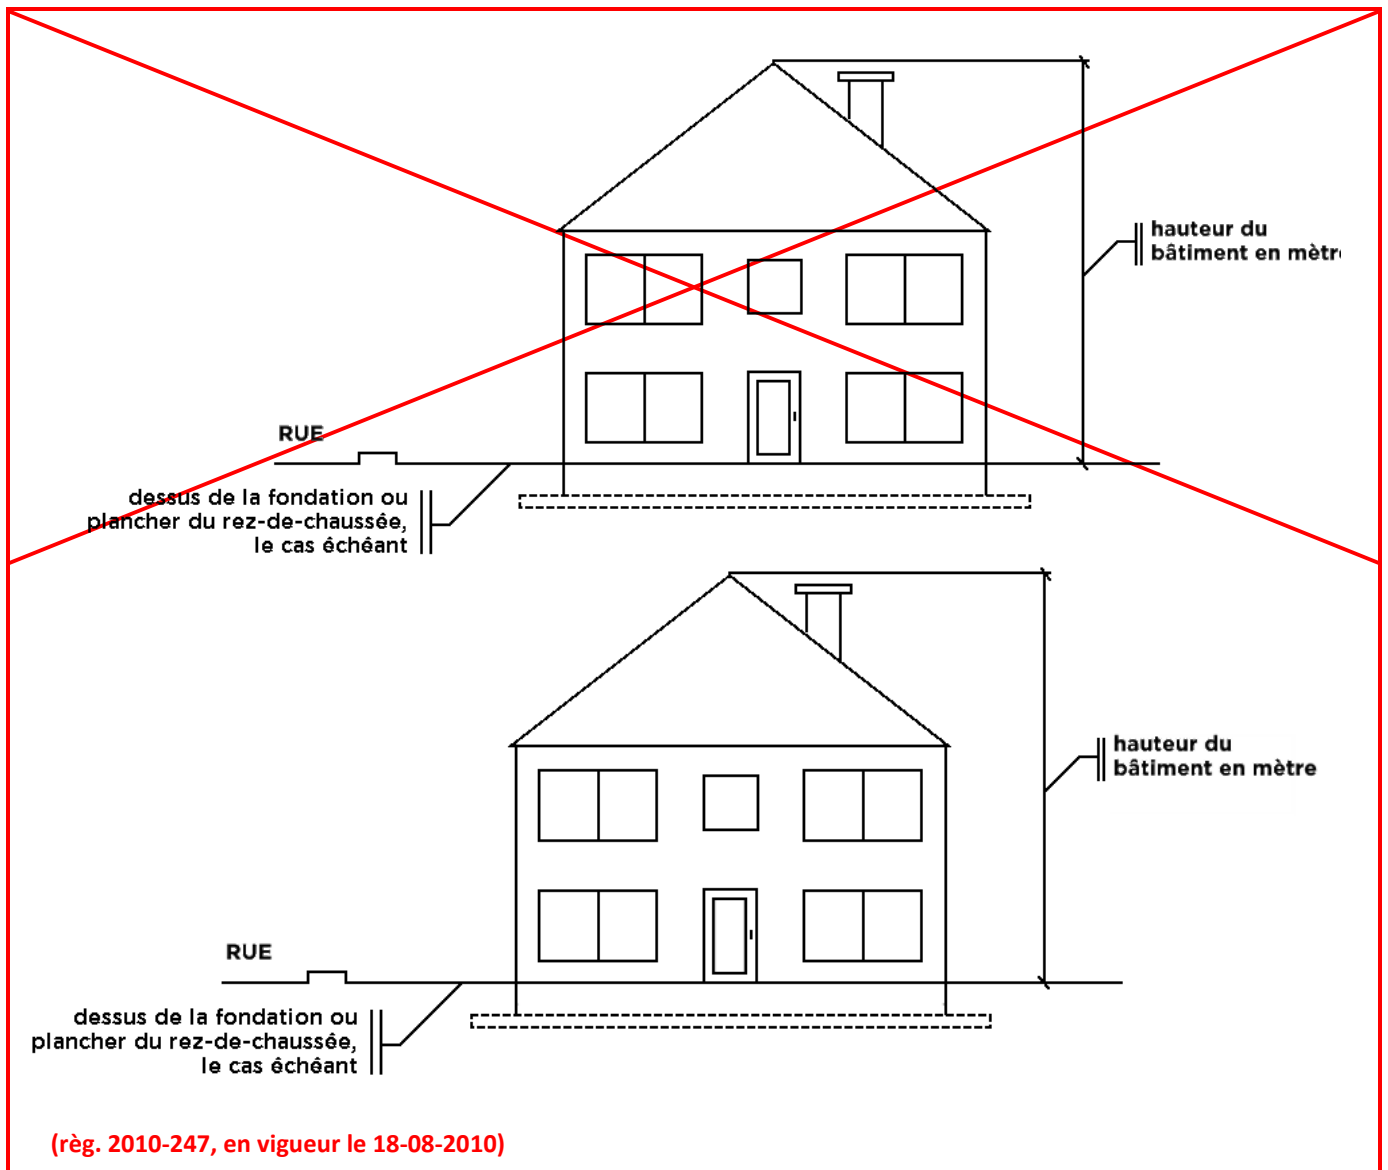 hauteur du
bâtiment en mètr
RUE
dessus de la fondation ou
plancher du rez-de-chaussée,
le cas échéant
hauteur du
bâtiment en mètre
RUE
dessus de la fondation ou
plancher du rez-de-chaussée,
le cas échéant
(règ. 2010-247, en vigueur le 18-08-2010)